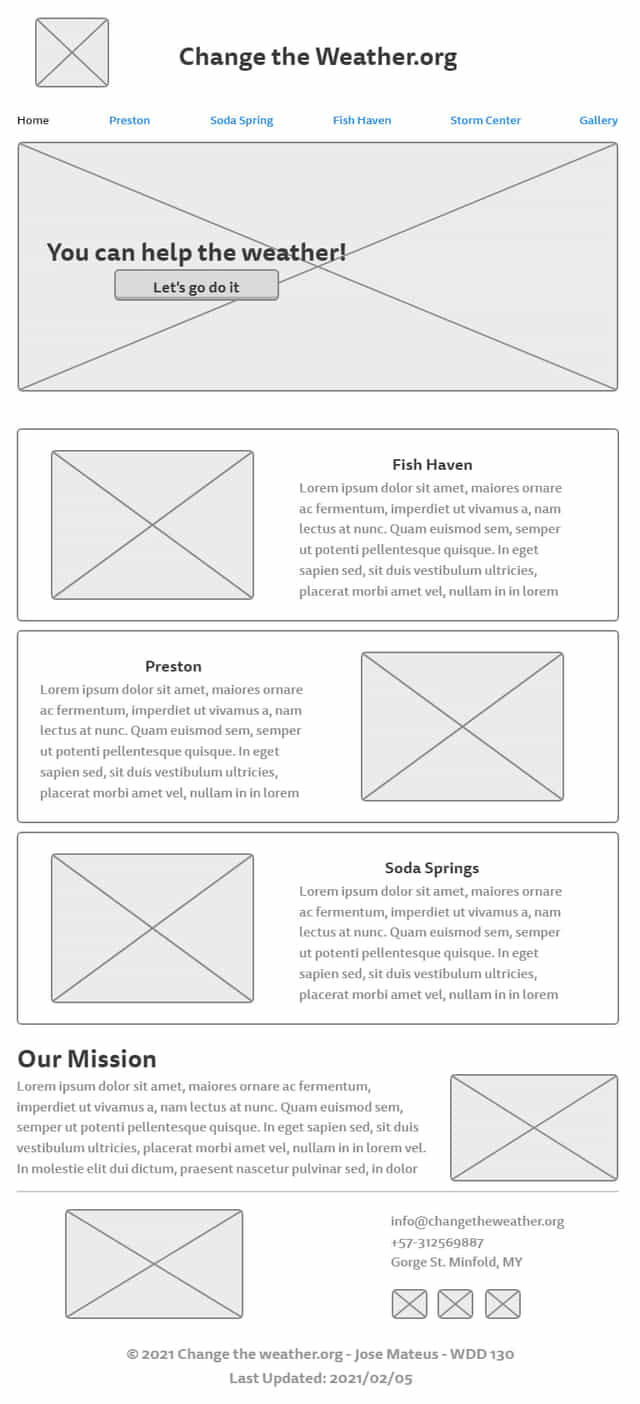 Change the Weather.org
Home Preston Soda Spring Fish Haven Storm Center Gallery
You can help the weather!
Let's go do it
Fish Haven
Lorem ipsum dolor sit amet, maiores ornare
ac fermentum, imperdiet ut vivamus a, nam
lectus at nunc. Quam euismod sem, semper
ut potenti pellentesque quisque. In eget
sapien sed, sit duis vestibulum ultricies,
placerat morbi amet vel, nullam in in lorem
Preston
Lorem ipsum dolor sit amet, maiores ornare
ac fermentum, imperdiet ut vivamus a, nam
lectus at nunc. Quam euismod sem, semper
ut potenti pellentesque quisque. In eget
sapien sed, sit duis vestibulum ultricies,
placerat morbi amet vel, nullam in in lorem
Soda Springs
Lorem ipsum dolor sit amet, maiores ornare
ac fermentum, imperdiet ut vivamus a, nam
lectus at nunc. Quam euismod sem, semper
ut potenti pellentesque quisque. In eget
sapien sed, sit duis vestibulum ultricies,
placerat morbi amet vel, nullam in in lorem
Our Mission
Lorem ipsum dolor sit amet, maiores ornare ac fermentum,
imperdiet ut vivamus a, nam lectus at nunc. Quam euismod sem,
semper ut potenti pellentesque quisque. In eget sapien sed, sit duis
vestibulum ultricies, placerat morbi amet vel, nullam in in lorem vel.
In molestie elit dui dictum, praesent nascetur pulvinar sed, in dolor
info@changetheweather.org
+57-312569887
Gorge St. Minfold, MY
© 2021 Change the weather.org - Jose Mateus - WDD 130
Last Updated: 2021/02/05